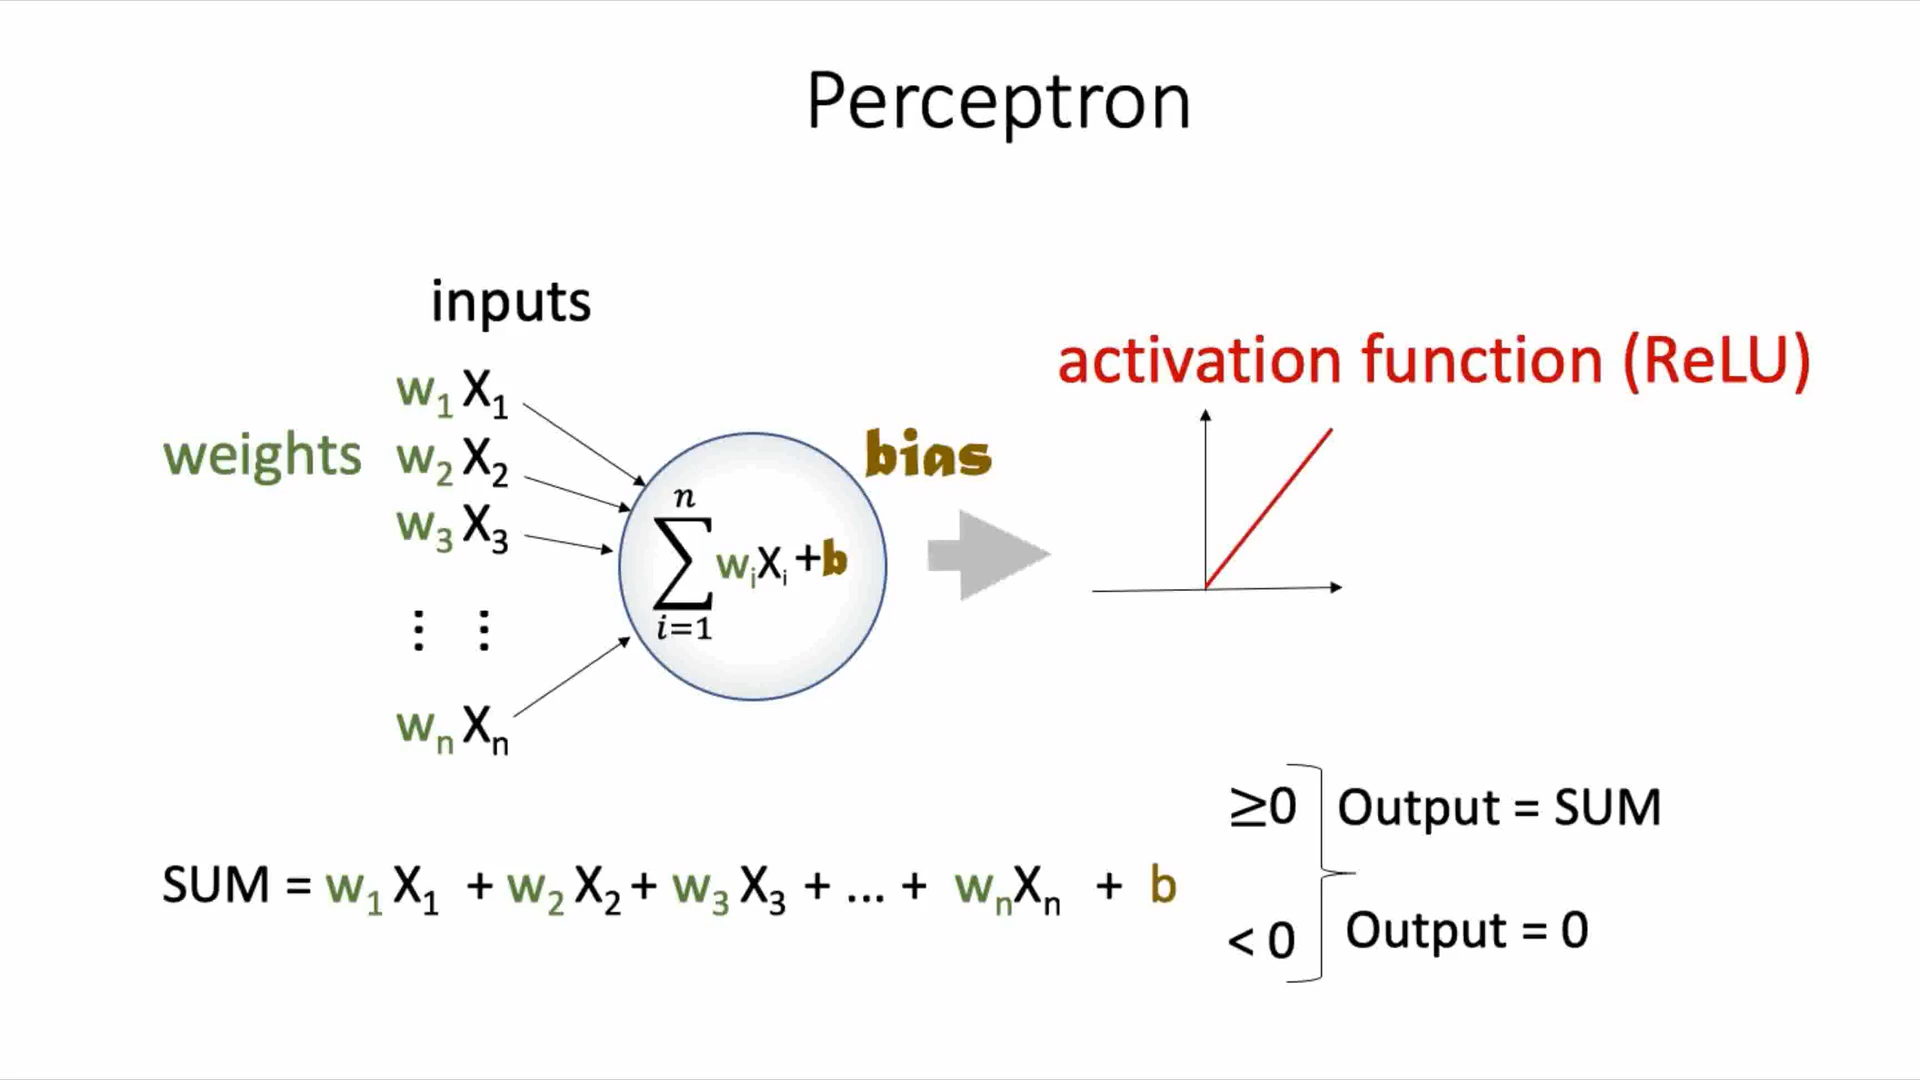 Perceptron
inputs
activation function (ReLU)
w₁ X₁
weights
bias
w₂ X₂
w₃ X₃
n
∑ wᵢXᵢ +b
i=1
⋮ ⋮
wₙ Xₙ
≥0 Output = SUM
SUM = w₁ X₁ + w₂ X₂ + w₃ X₃ + ... + wₙXₙ + b
< 0 Output = 0